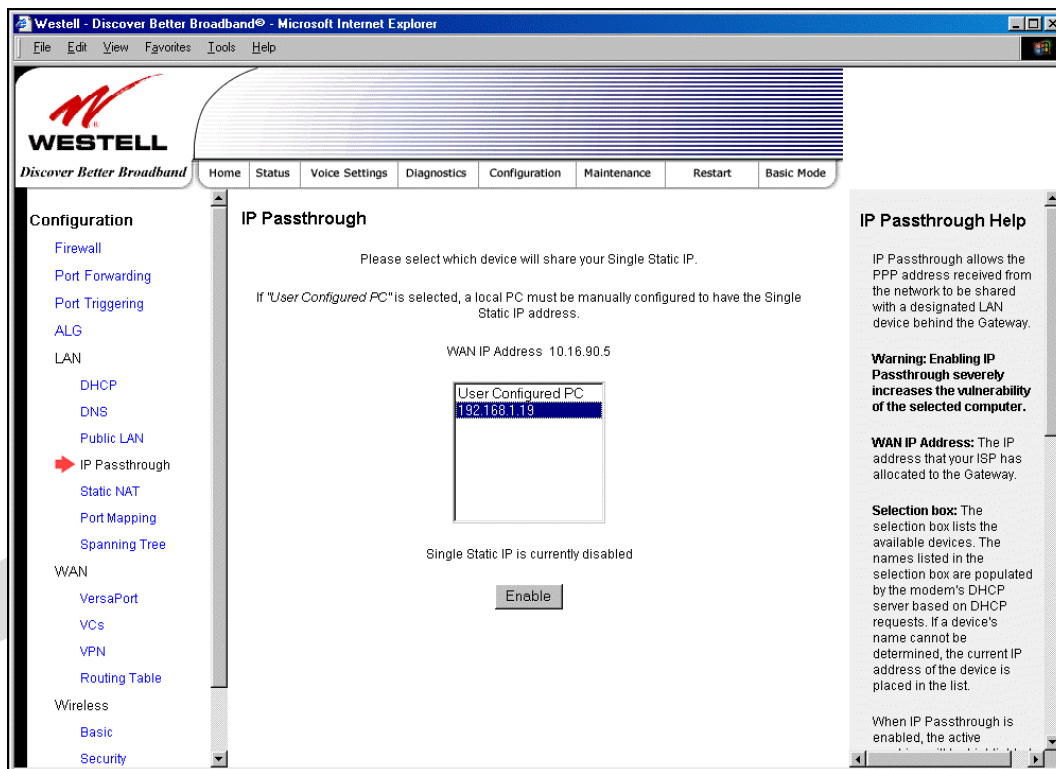 Westell - Discover Better Broadband© - Microsoft Internet Explorer
File Edit View Favorites Tools Help
WESTELL
Discover Better Broadband
Home Status Voice Settings Diagnostics Configuration Maintenance Restart Basic Mode
Configuration
Firewall
Port Forwarding
Port Triggering
ALG
LAN
DHCP
DNS
Public LAN
IP Passthrough
Static NAT
Port Mapping
Spanning Tree
WAN
VersaPort
VCs
VPN
Routing Table
Wireless
Basic
Security
IP Passthrough
Please select which device will share your Single Static IP.
If "User Configured PC" is selected, a local PC must be manually configured to have the Single
Static IP address.
WAN IP Address 10.16.90.5
User Configured PC
192.168.1.19
Single Static IP is currently disabled
Enable
IP Passthrough Help
IP Passthrough allows the
PPP address received from
the network to be shared
with a designated LAN
device behind the Gateway.
Warning: Enabling IP
Passthrough severely
increases the vulnerability
of the selected computer.
WAN IP Address: The IP
address that your ISP has
allocated to the Gateway.
Selection box: The
selection box lists the
available devices. The
names listed in the
selection box are populated
by the modem's DHCP
server based on DHCP
requests. If a device's
name cannot be
determined, the current IP
address of the device is
placed in the list.
When IP Passthrough is
enabled, the active